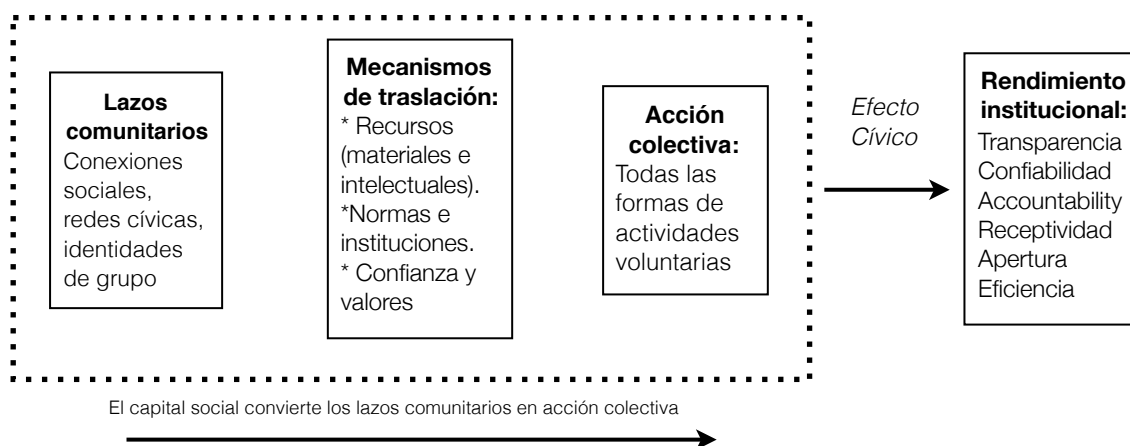 Lazos
comunitarios
Conexiones
sociales,
redes cívicas,
identidades
de grupo
Mecanismos
de traslación:
* Recursos
(materiales e
intelectuales).
*Normas e
instituciones.
* Confianza y
valores
Acción
colectiva:
Todas las
formas de
actividades
voluntarias
Efecto
Cívico
Rendimiento
institucional:
Transparencia
Confiabilidad
Accountability
Receptividad
Apertura
Eficiencia
El capital social convierte los lazos comunitarios en acción colectiva